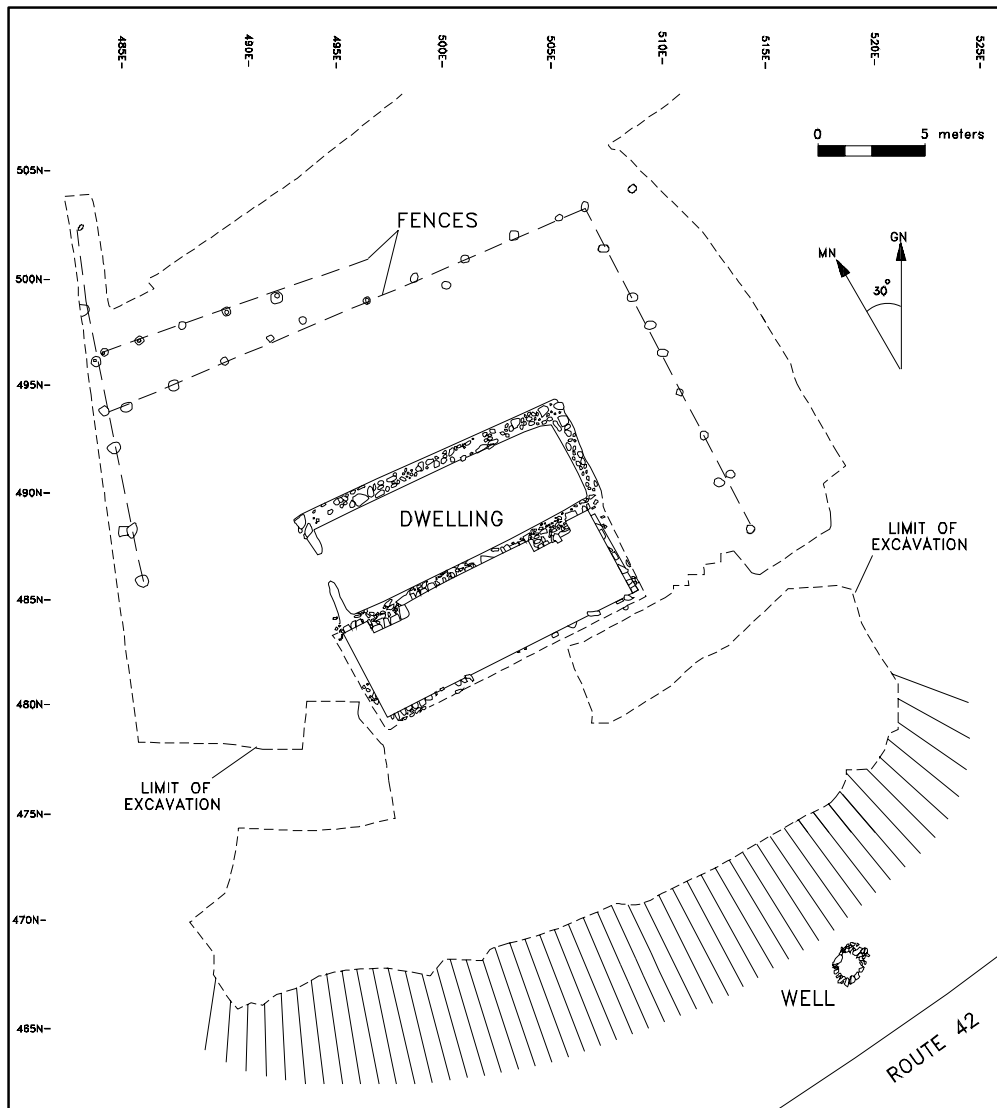 485E-
490E-
495E-
500E-
505E-
510E-
515E-
520E-
525E-
0 5 meters
505N-
FENCES
GN
MN
500N-
30°
495N-
490N-
DWELLING
LIMIT OF
EXCAVATION
485N-
480N-
LIMIT OF
EXCAVATION
475N-
470N-
WELL
465N-
ROUTE 42